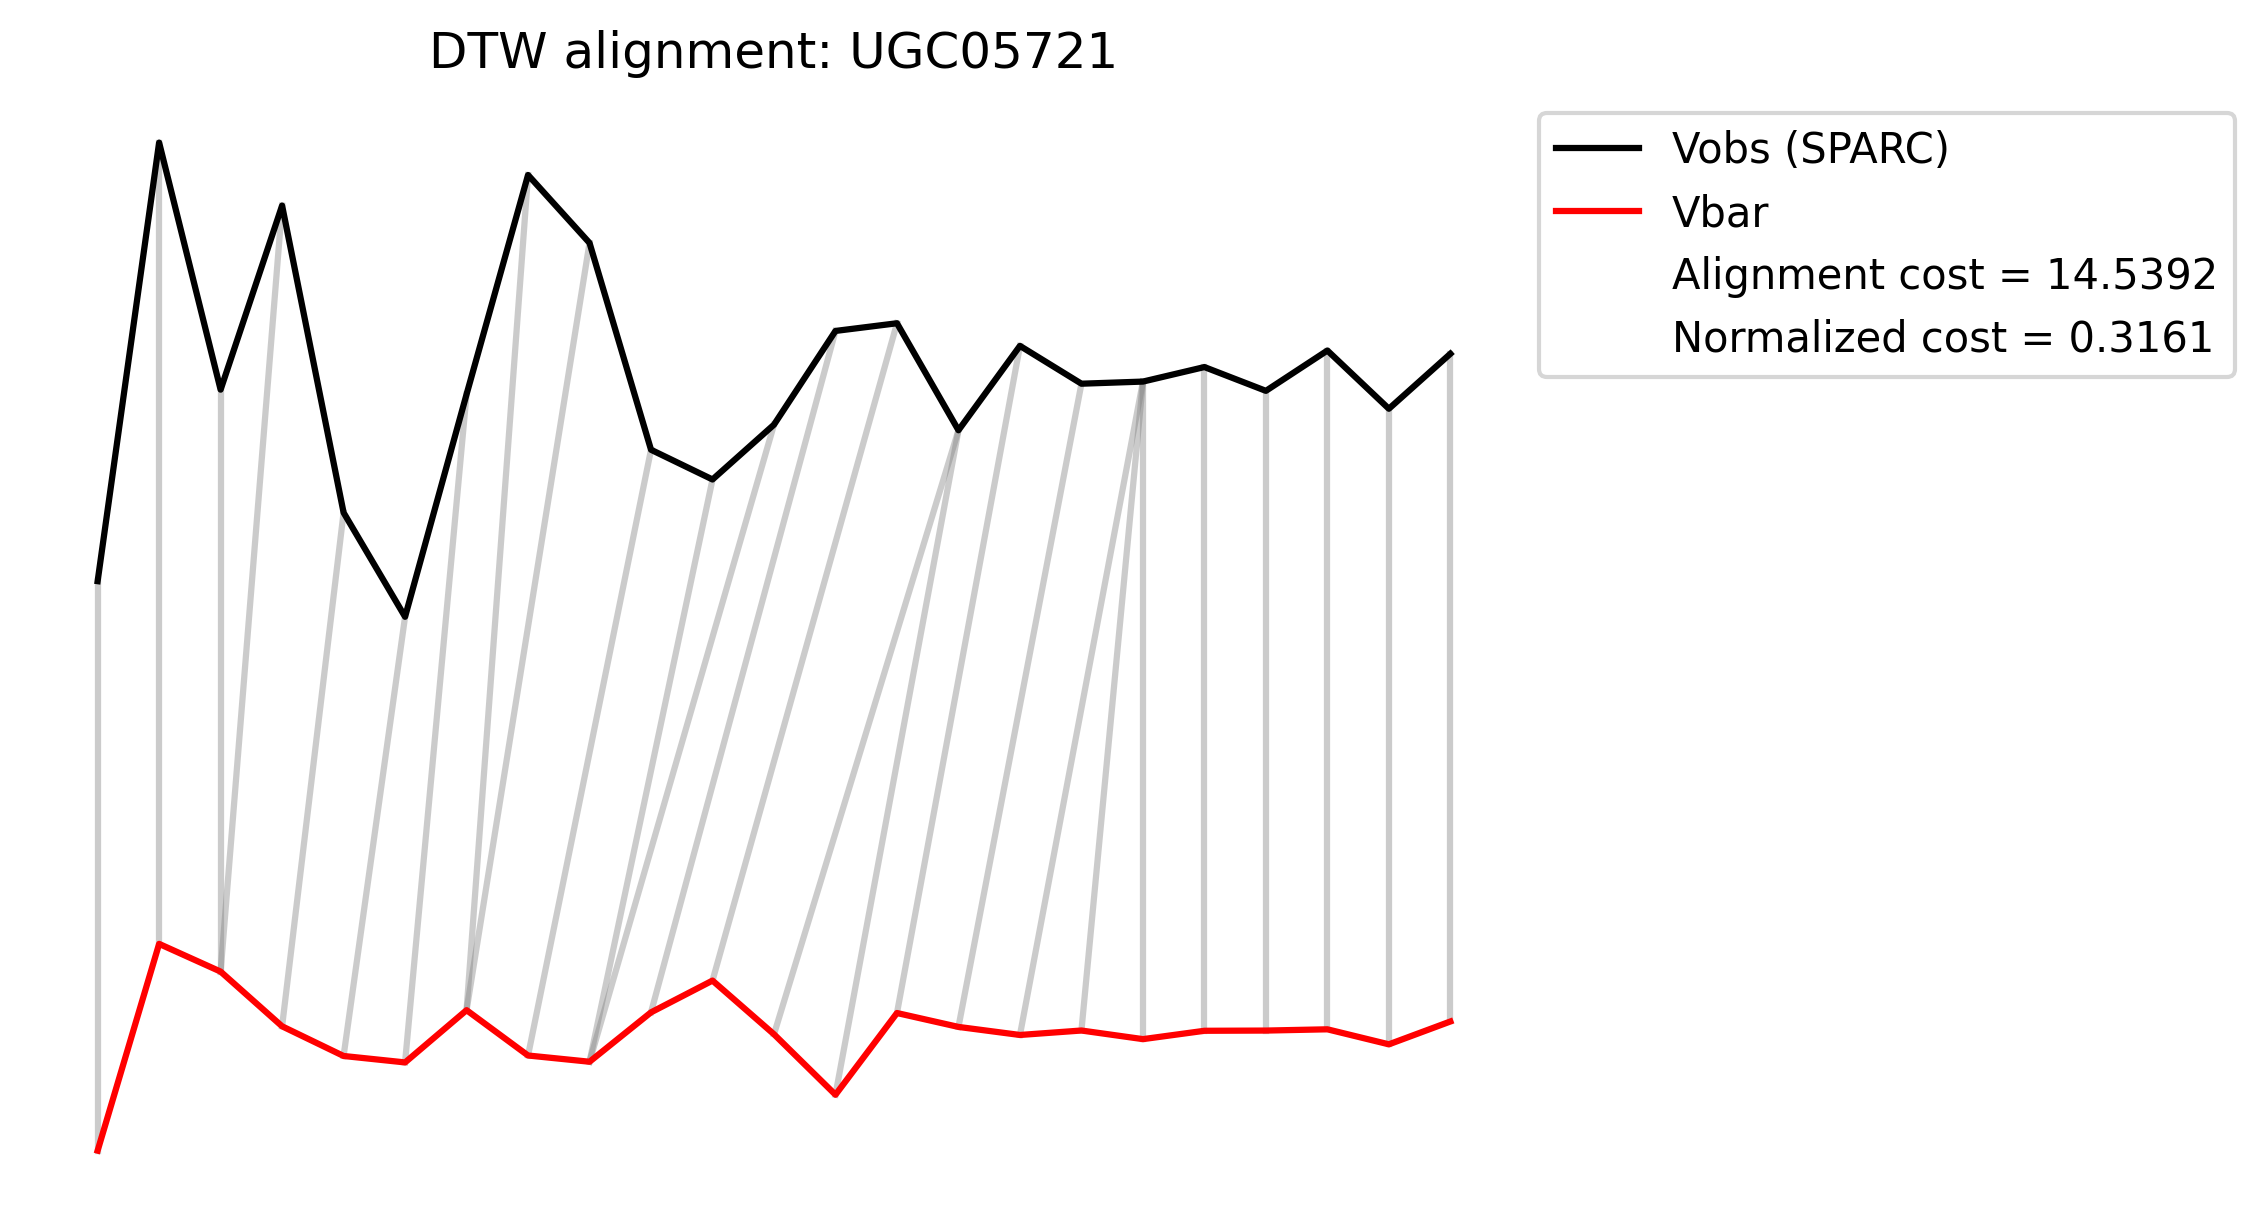 DTW alignment: UGC05721
Vobs (SPARC)
Vbar
Alignment cost = 14.5392
Normalized cost = 0.3161